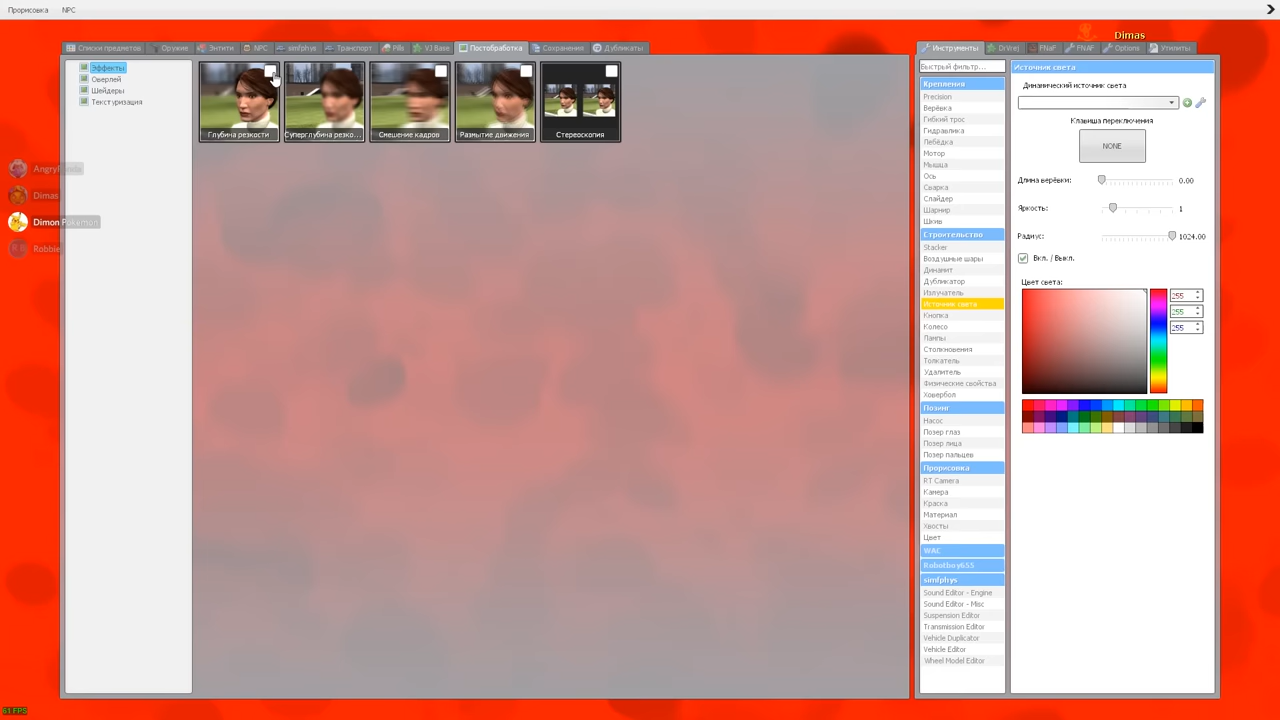 Прорисовка NPC
Dimas
Списки предметов Оружие Энтити NPC simfphys Транспорт Pills VJ Base Постобработка Сохранения Дубликаты
Инструменты DrVrej FNaF FNAF Options Утилиты
Эффекты
Оверлей
Шейдеры
Текстуризация
Глубина резкости
Суперглубина резко...
Смешение кадров
Размытие движения
Стереоскопия
AngryPanda
Dimas
Dimon Pokemon
Robbie
Быстрый фильтр...
Крепления
Precision
Верёвка
Гибкий трос
Гидравлика
Лебёдка
Мотор
Мышца
Ось
Сварка
Слайдер
Шарнир
Шкив
Строительство
Stacker
Воздушные шары
Динамит
Дубликатор
Излучатель
Источник света
Кнопка
Колесо
Лампы
Столкновения
Толкатель
Удалитель
Физические свойства
Ховербол
Позинг
Насос
Позер глаз
Позер лица
Позер пальцев
Прорисовка
RT Camera
Камера
Краска
Материал
Хвосты
Цвет
WAC
Robotboy655
simfphys
Sound Editor - Engine
Sound Editor - Misc
Suspension Editor
Transmission Editor
Vehicle Duplicator
Vehicle Editor
Wheel Model Editor
Источник света
Динамический источник света
Клавиша переключения
NONE
Длина верёвки: 0.00
Яркость: 1
Радиус: 1024.00
Вкл. / Выкл.
Цвет света:
255
255
255
61 FPS